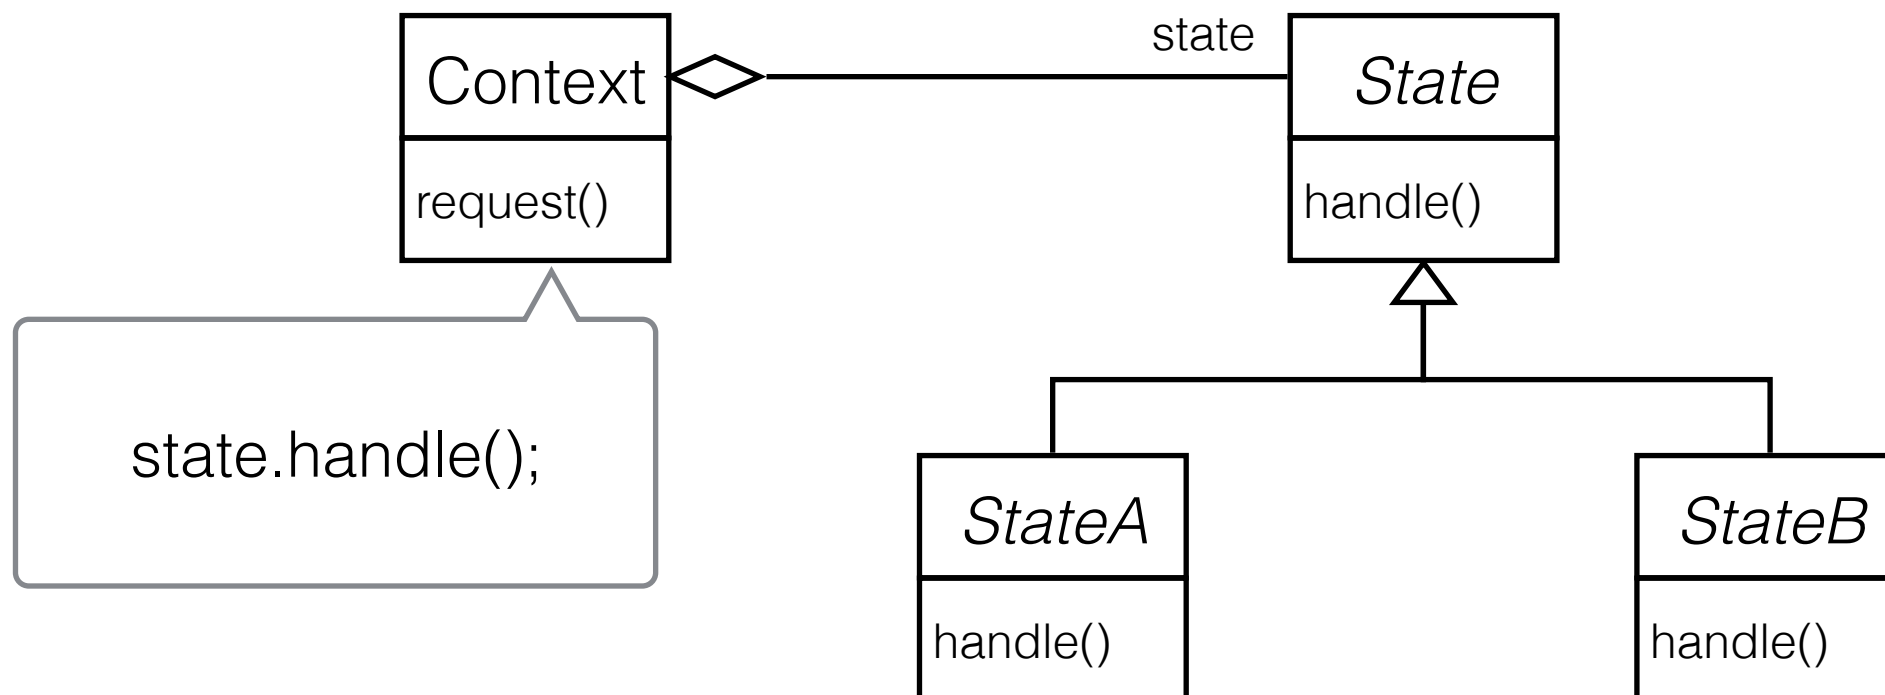 Context
state
State
request()
handle()
state.handle();
StateA
StateB
handle()
handle()